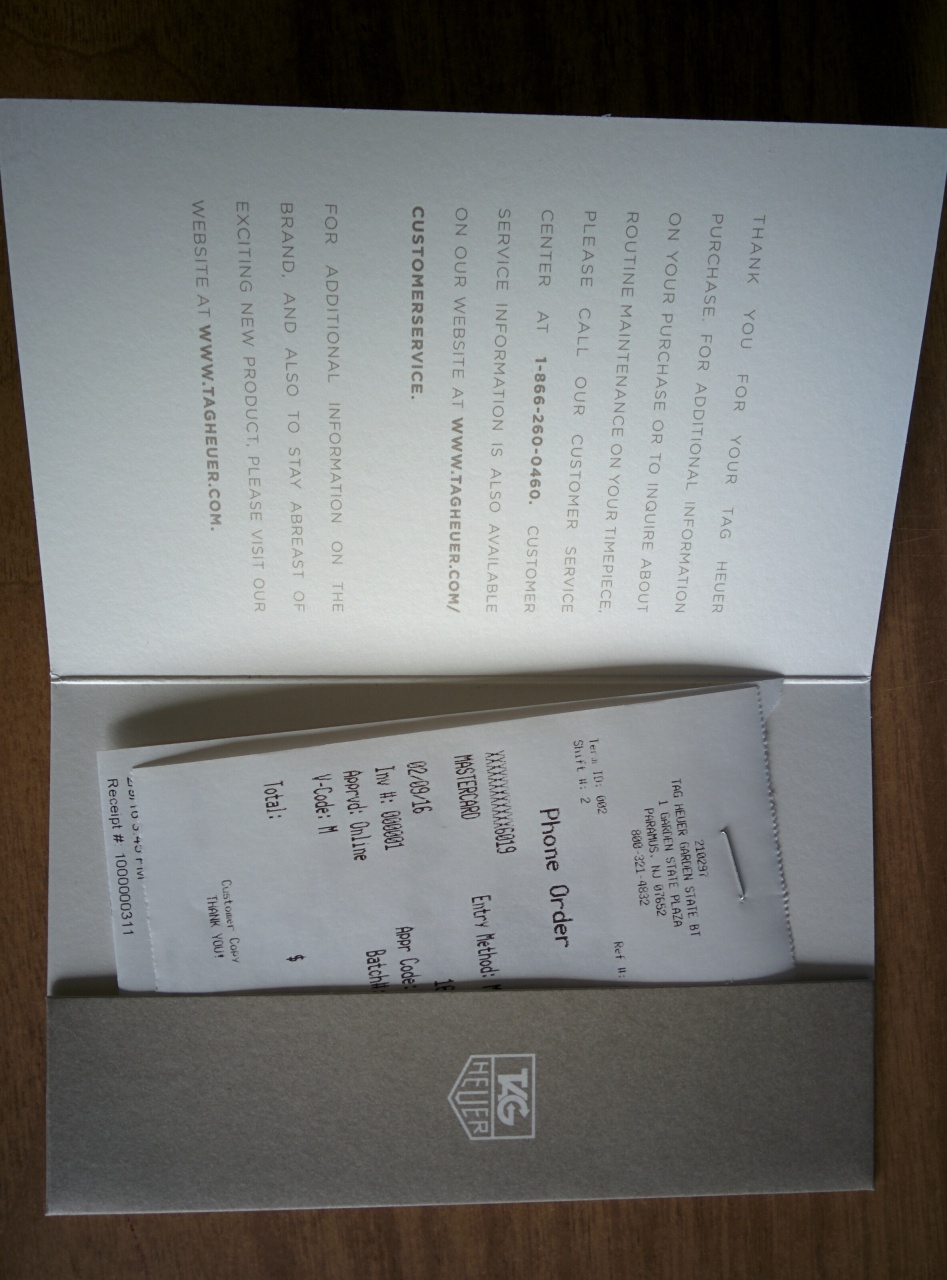 THANK YOU FOR YOUR TAG HEUER
PURCHASE. FOR ADDITIONAL INFORMATION
ON YOUR PURCHASE OR TO INQUIRE ABOUT
ROUTINE MAINTENANCE ON YOUR TIMEPIECE,
PLEASE CALL OUR CUSTOMER SERVICE
CENTER AT 1-866-260-0460. CUSTOMER
SERVICE INFORMATION IS ALSO AVAILABLE
ON OUR WEBSITE AT WWW.TAGHEUER.COM/
CUSTOMERSERVICE.
FOR ADDITIONAL INFORMATION ON THE
BRAND, AND ALSO TO STAY ABREAST OF
EXCITING NEW PRODUCT, PLEASE VISIT OUR
WEBSITE AT WWW.TAGHEUER.COM.
210297
TAG HEUER GARDEN STATE BT
1 GARDEN STATE PLAZA
PARAMUS, NJ 07652
800-321-4832
Term ID: 002 Ref #:
Shift #: 2
Phone Order
XXXXXXXXXXXX6019
MASTERCARD Entry Method: M
02/09/16
Inv #: 0000001 Appr Code:
Apprvd: Online Batch#:
V-Code: M
Total: $
Customer Copy
THANK YOU!
Receipt # 1000000311
TAG
HEUER